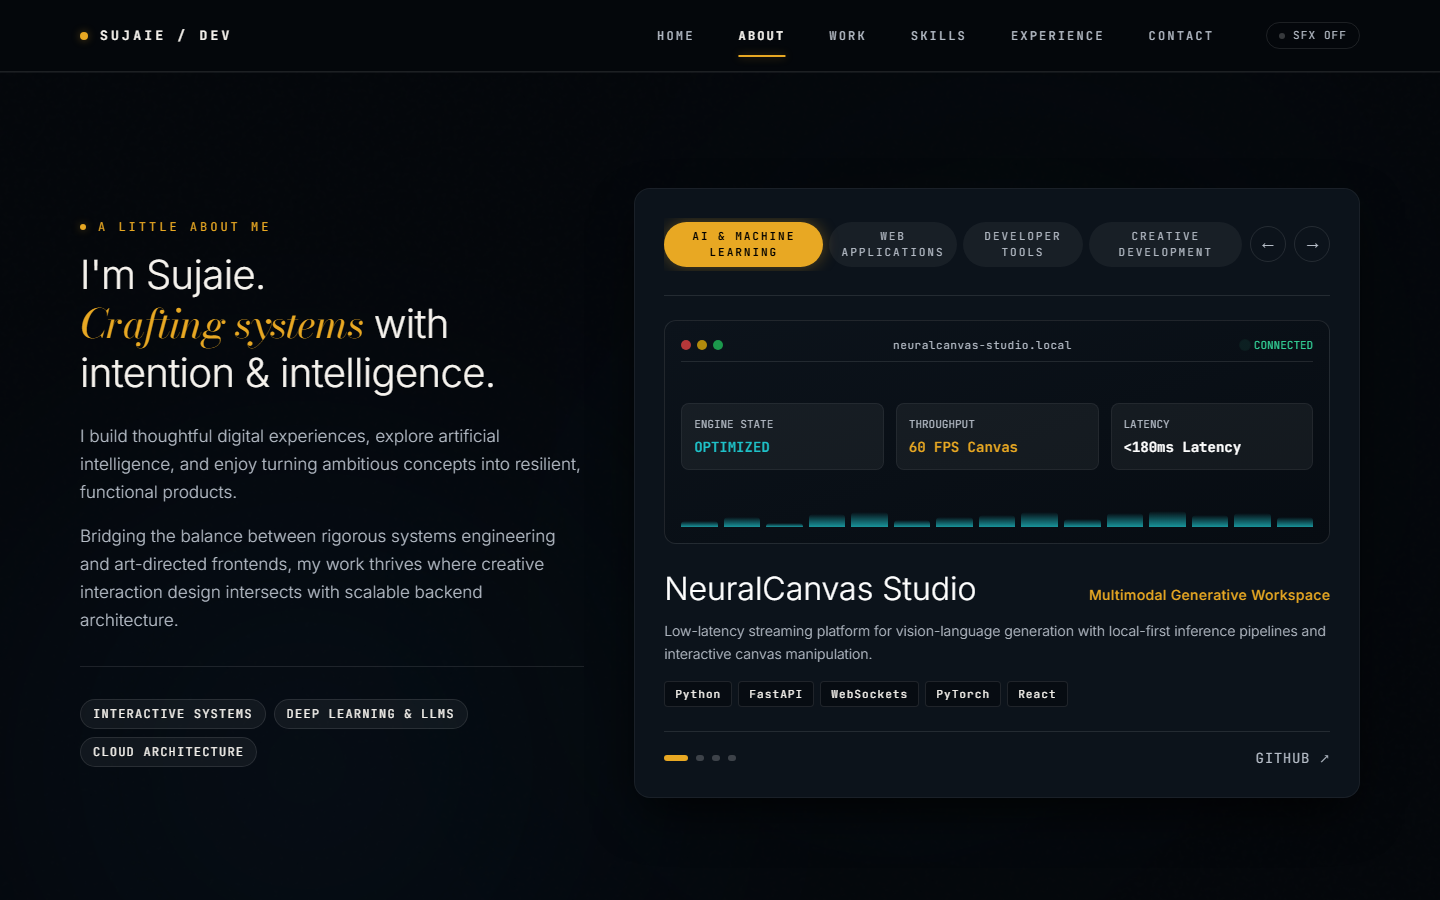 SUJAIE / DEV
HOME
ABOUT
WORK
SKILLS
EXPERIENCE
CONTACT
SFX OFF
A LITTLE ABOUT ME
I'm Sujaie.
Crafting systems with
intention & intelligence.
I build thoughtful digital experiences, explore artificial
intelligence, and enjoy turning ambitious concepts into resilient,
functional products.
Bridging the balance between rigorous systems engineering
and art-directed frontends, my work thrives where creative
interaction design intersects with scalable backend
architecture.
INTERACTIVE SYSTEMS
DEEP LEARNING & LLMS
CLOUD ARCHITECTURE
AI & MACHINE
LEARNING
WEB
APPLICATIONS
DEVELOPER
TOOLS
CREATIVE
DEVELOPMENT
← →
neuralcanvas-studio.local
CONNECTED
ENGINE STATE
OPTIMIZED
THROUGHPUT
60 FPS Canvas
LATENCY
<180ms Latency
NeuralCanvas Studio
Multimodal Generative Workspace
Low-latency streaming platform for vision-language generation with local-first inference pipelines and
interactive canvas manipulation.
Python
FastAPI
WebSockets
PyTorch
React
GITHUB ↗